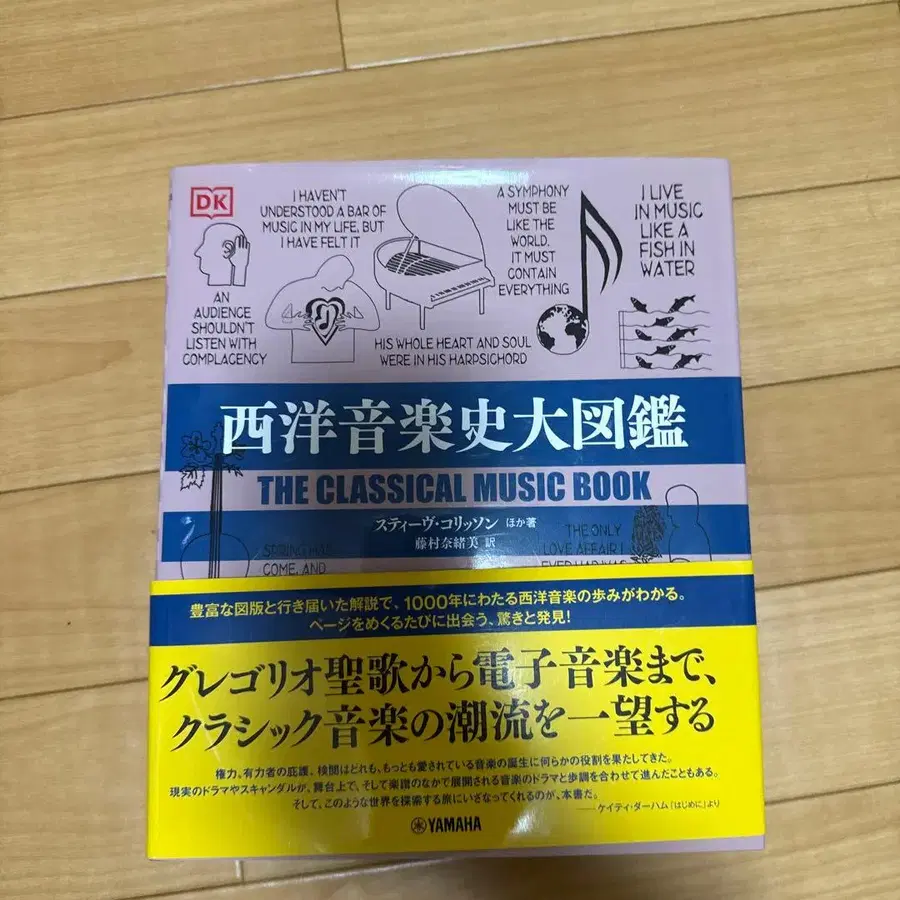 DK
I HAVEN'T
UNDERSTOOD A BAR OF
MUSIC IN MY LIFE, BUT
I HAVE FELT IT
A SYMPHONY
MUST BE
LIKE THE
WORLD.
IT MUST
CONTAIN
EVERYTHING
I LIVE
IN MUSIC
LIKE A
FISH IN
WATER
AN
AUDIENCE
SHOULDN'T
LISTEN WITH
COMPLACENCY
HIS WHOLE HEART AND SOUL
WERE IN HIS HARPSICHORD
西洋音楽史大図鑑
THE CLASSICAL MUSIC BOOK
スティーヴ・コリッソン ほか著
藤村奈緒美 訳
SPRING HAS
COME, AND
THE ONLY
LOVE AFFAIR I
EVER HAD WAS
豊富な図版と行き届いた解説で、1000年にわたる西洋音楽の歩みがわかる。
ページをめくるたびに出会う、驚きと発見!
グレゴリオ聖歌から電子音楽まで、
クラシック音楽の潮流を一望する
権力、有力者の庇護、検閲はどれも、もっとも愛されている音楽の誕生に何らかの役割を果たしてきた。
現実のドラマやスキャンダルが、舞台上で、そして楽譜のなかで展開される音楽のドラマと歩調を合わせて進んだこともある。
そして、このような世界を探索する旅にいざなってくれるのが、本書だ。
——ケイティ・ダーハム「はじめに」より
YAMAHA